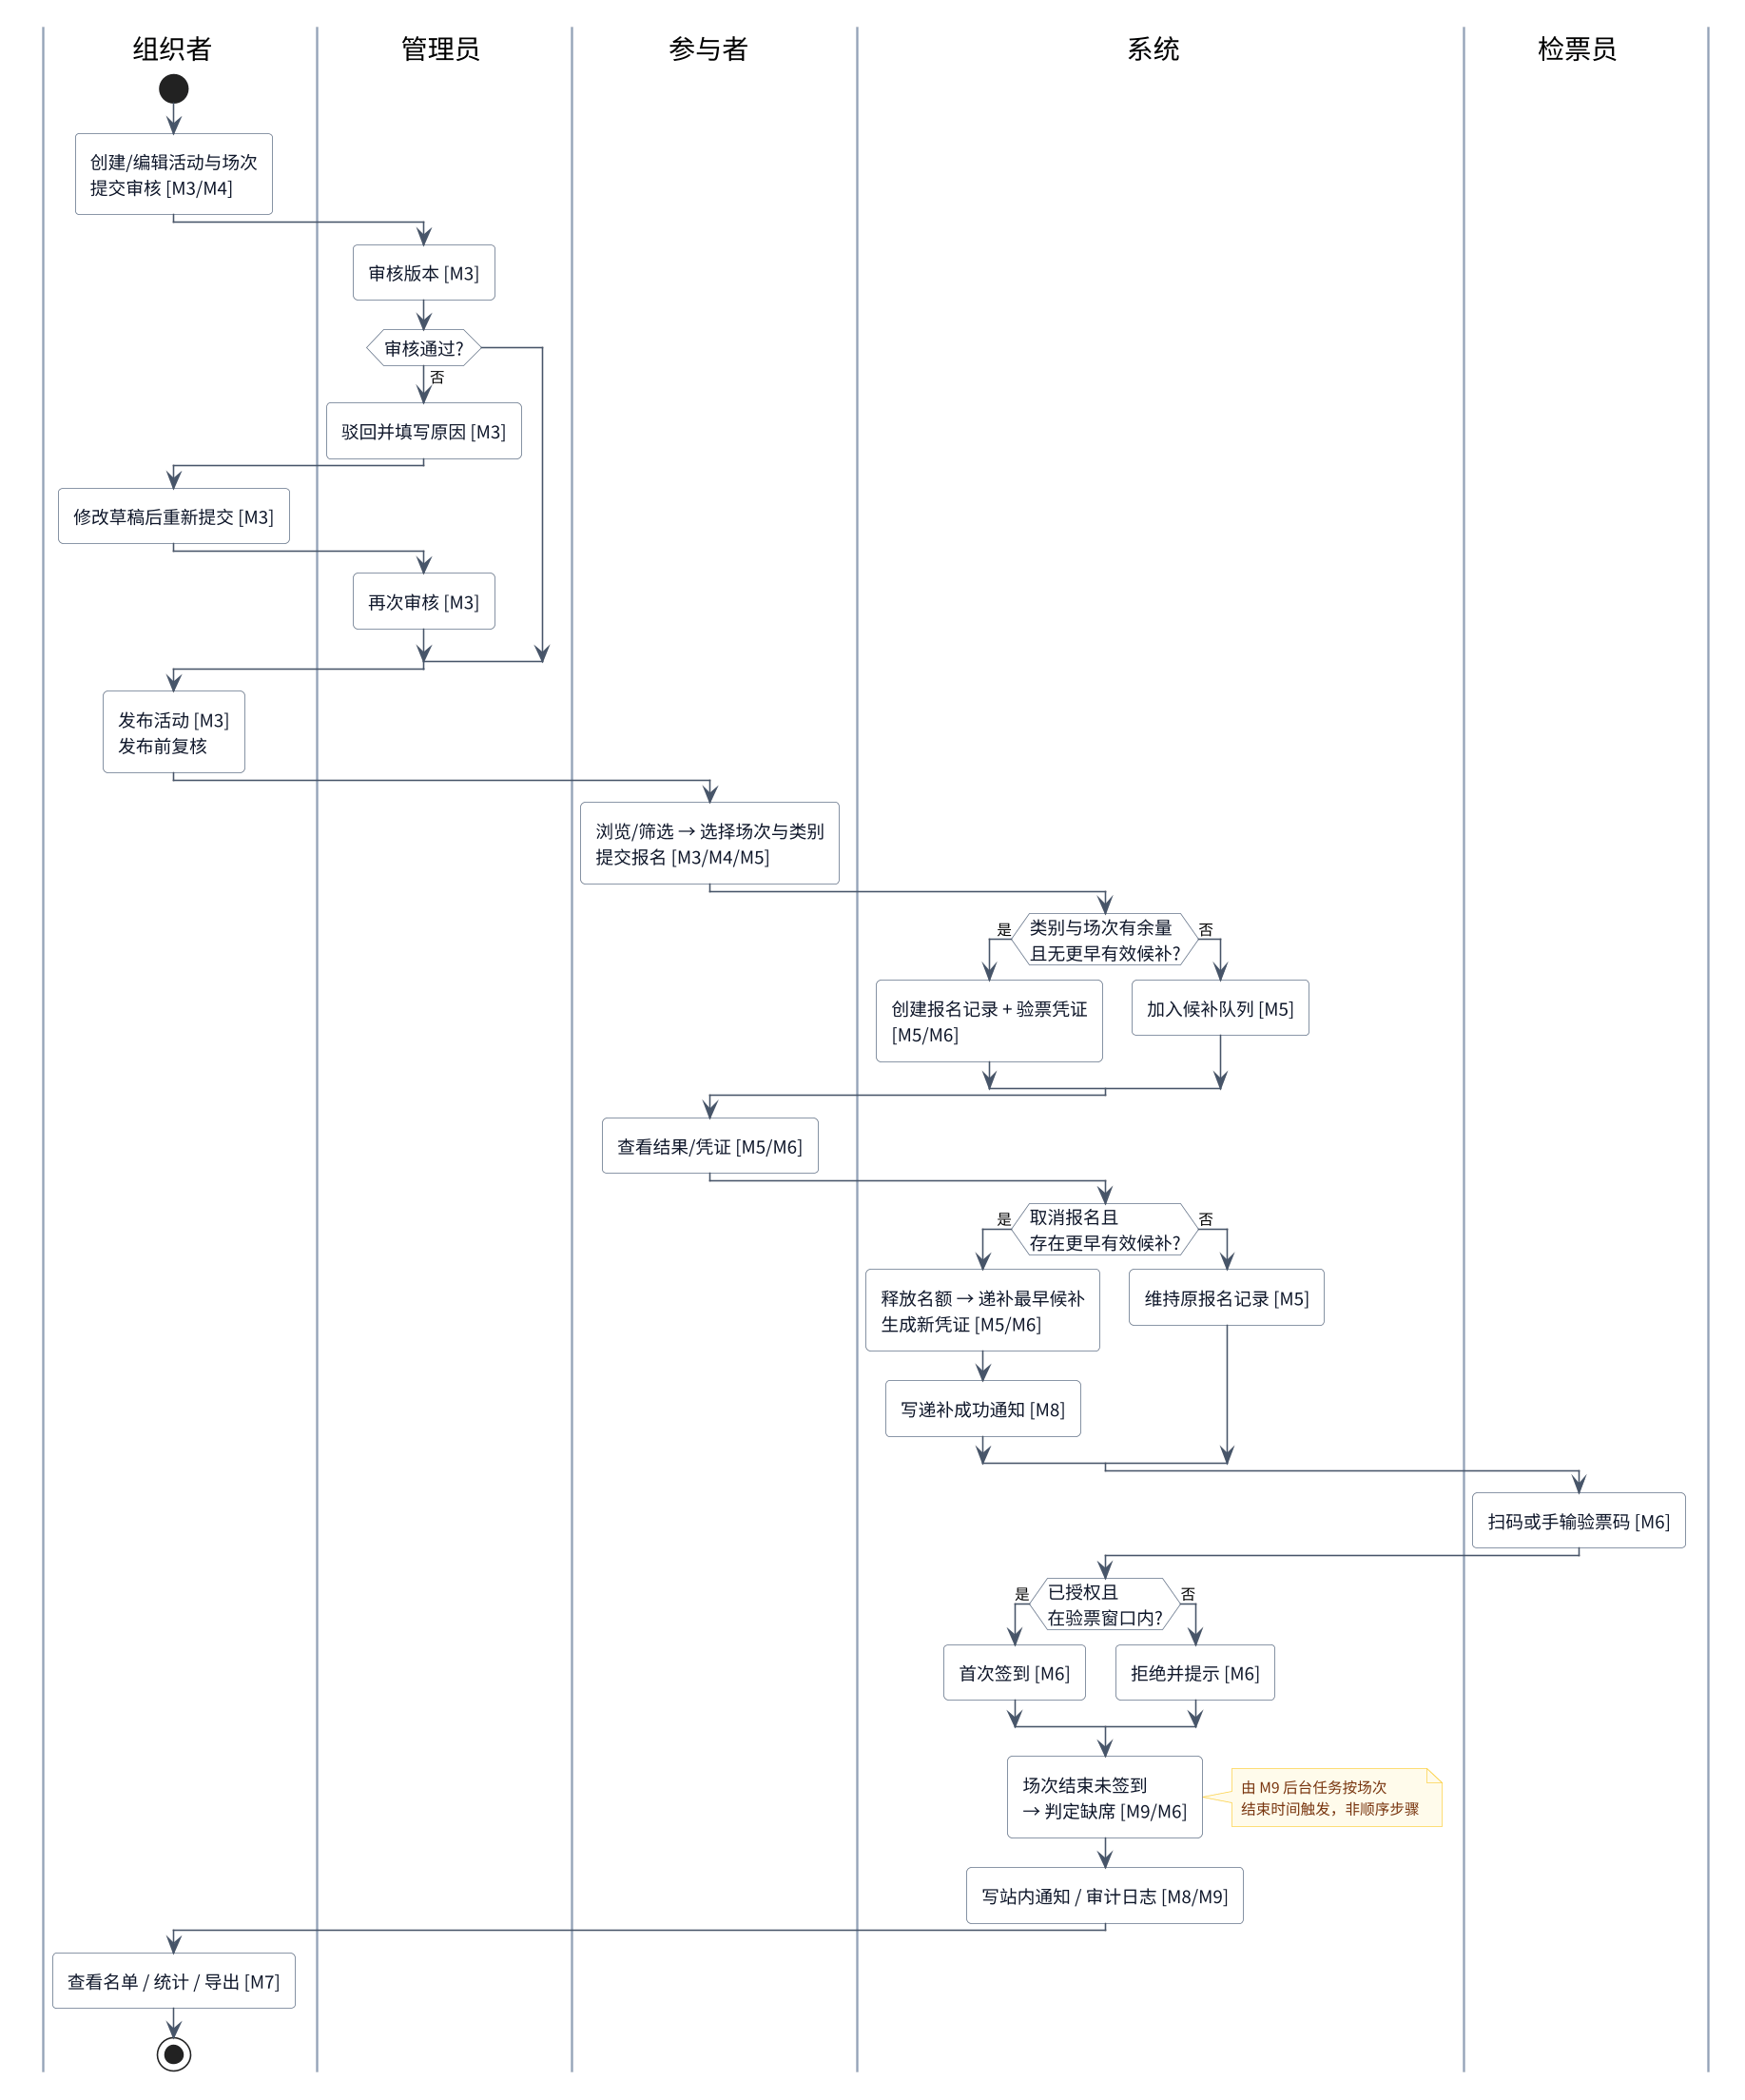 组织者
管理员
参与者
系统
检票员
创建/编辑活动与场次
提交审核 [M3/M4]
审核版本 [M3]
审核通过?
否
驳回并填写原因 [M3]
修改草稿后重新提交 [M3]
再次审核 [M3]
发布活动 [M3]
发布前复核
浏览/筛选 → 选择场次与类别
提交报名 [M3/M4/M5]
是
类别与场次有余量
且无更早有效候补?
否
创建报名记录 + 验票凭证
[M5/M6]
加入候补队列 [M5]
查看结果/凭证 [M5/M6]
是
取消报名且
存在更早有效候补?
否
释放名额 → 递补最早候补
生成新凭证 [M5/M6]
维持原报名记录 [M5]
写递补成功通知 [M8]
扫码或手输验票码 [M6]
是
已授权且
在验票窗口内?
否
首次签到 [M6]
拒绝并提示 [M6]
场次结束未签到
→ 判定缺席 [M9/M6]
由 M9 后台任务按场次
结束时间触发，非顺序步骤
写站内通知 / 审计日志 [M8/M9]
查看名单 / 统计 / 导出 [M7]